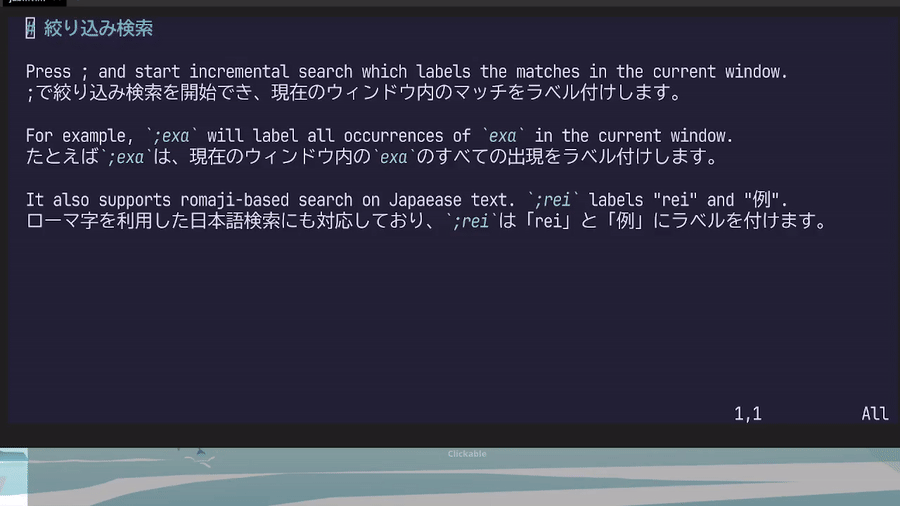 # 絞り込み検索
Press ; and start incremental search which labels the matches in the current window.
;で絞り込み検索を開始でき、現在のウィンドウ内のマッチをラベル付けします。
For example, `;exa` will label all occurrences of `exa` in the current window.
たとえば`;exa`は、現在のウィンドウ内の`exa`のすべての出現をラベル付けします。
It also supports romaji-based search on Japaease text. `;rei` labels "rei" and "例".
ローマ字を利用した日本語検索にも対応しており、`;rei`は「rei」と「例」にラベルを付けます。
1,1 All
Clickable